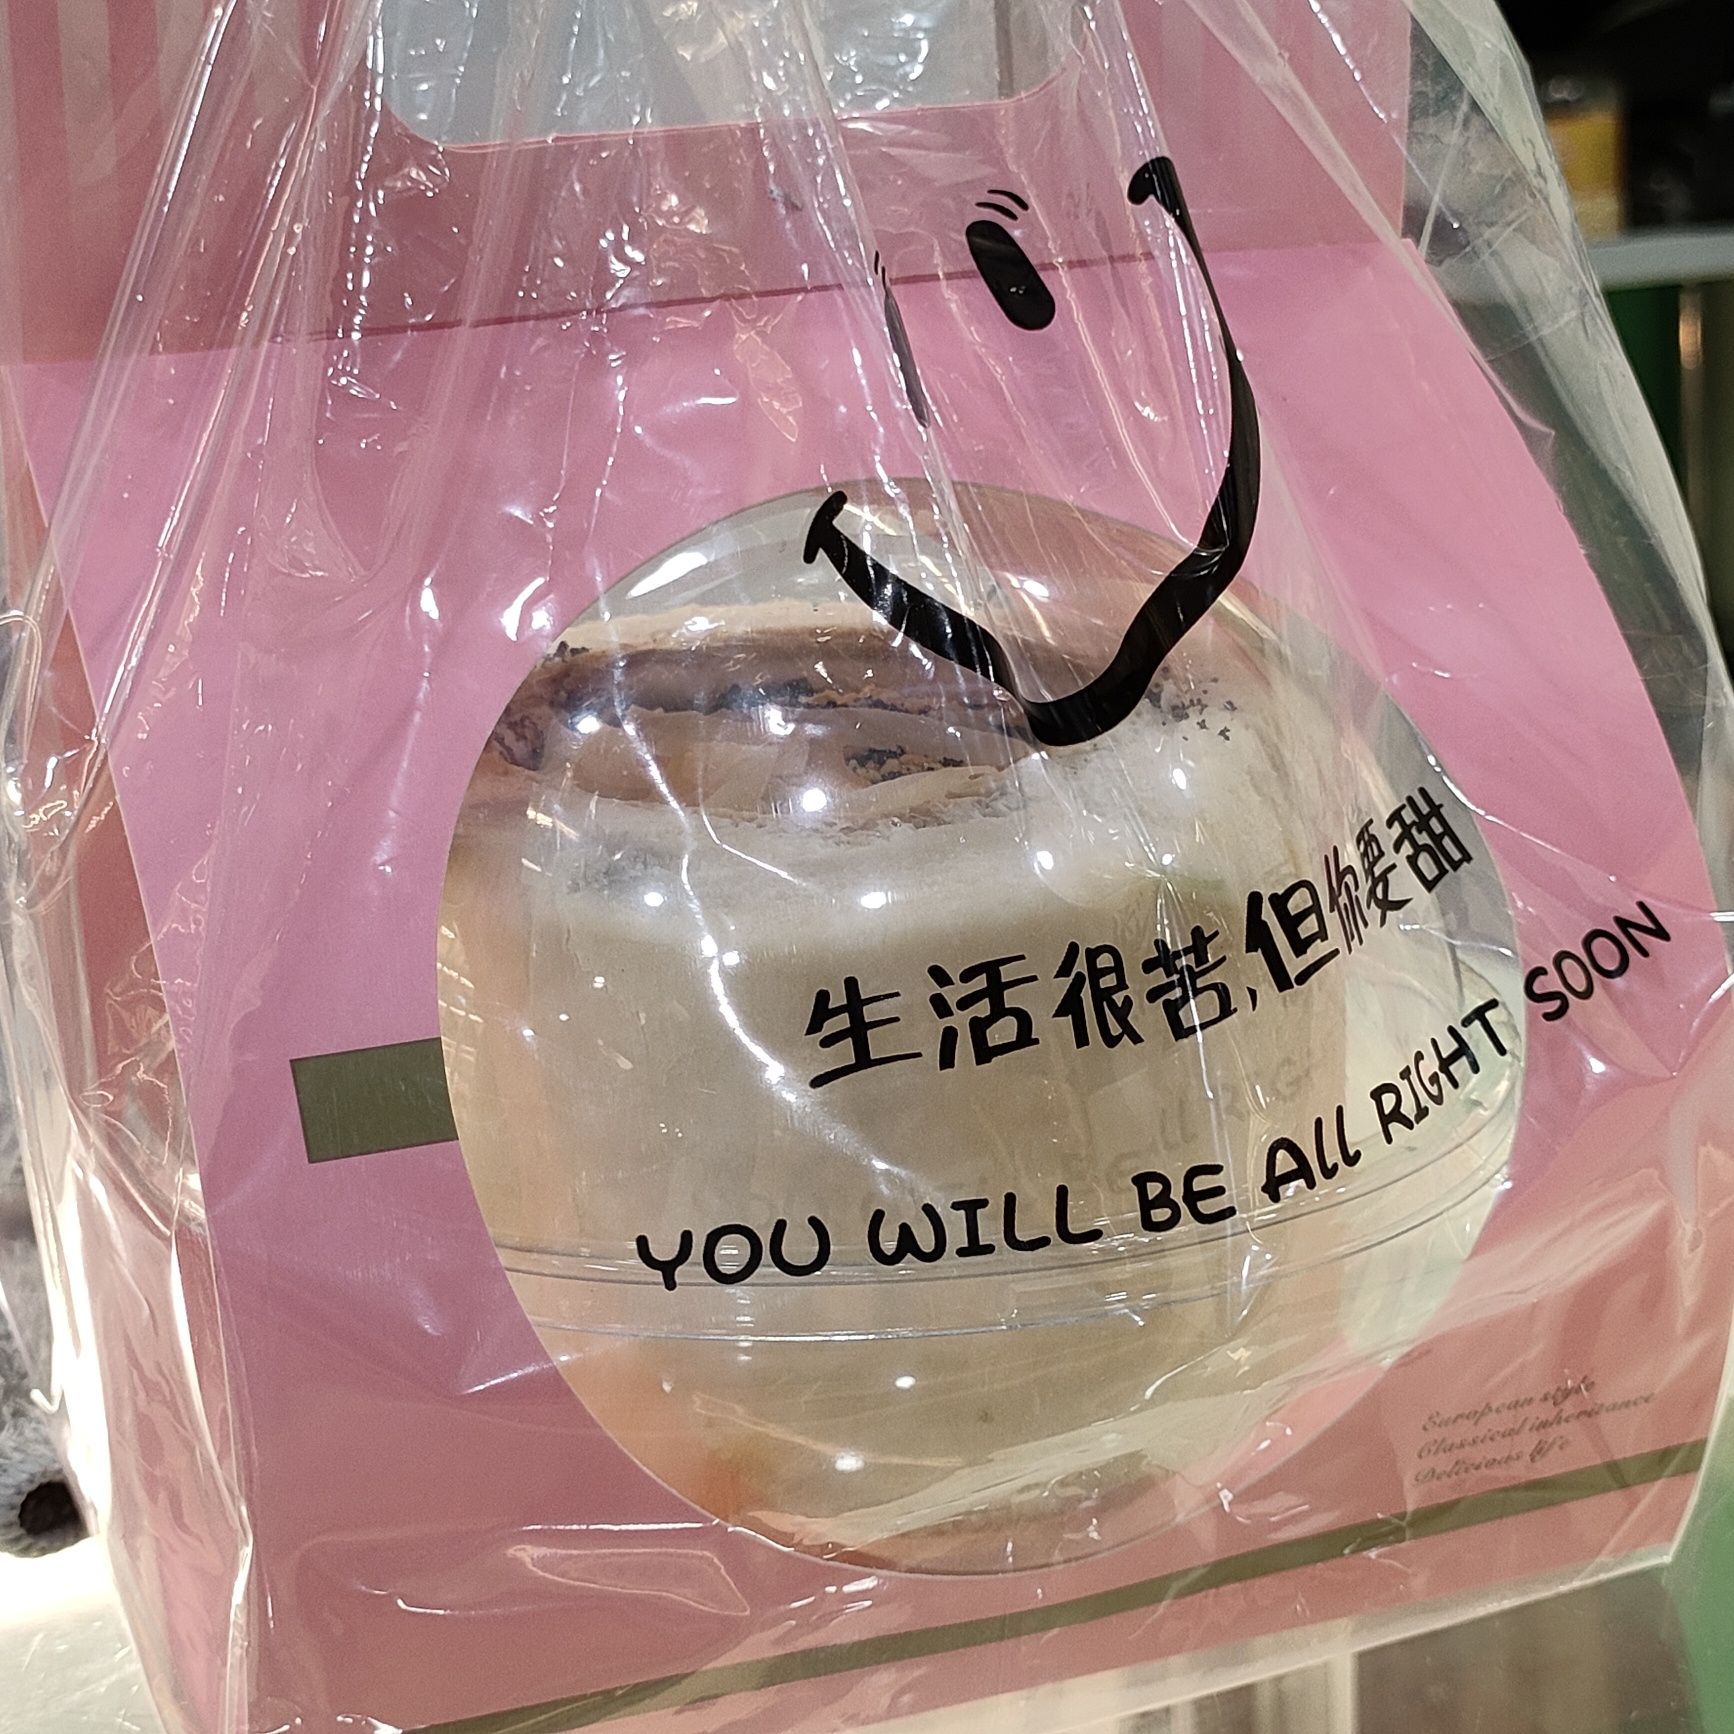 生活很苦,但你要甜
YOU WILL BE All RIGHT SOON
European style
Classical inheritance
Delicious life